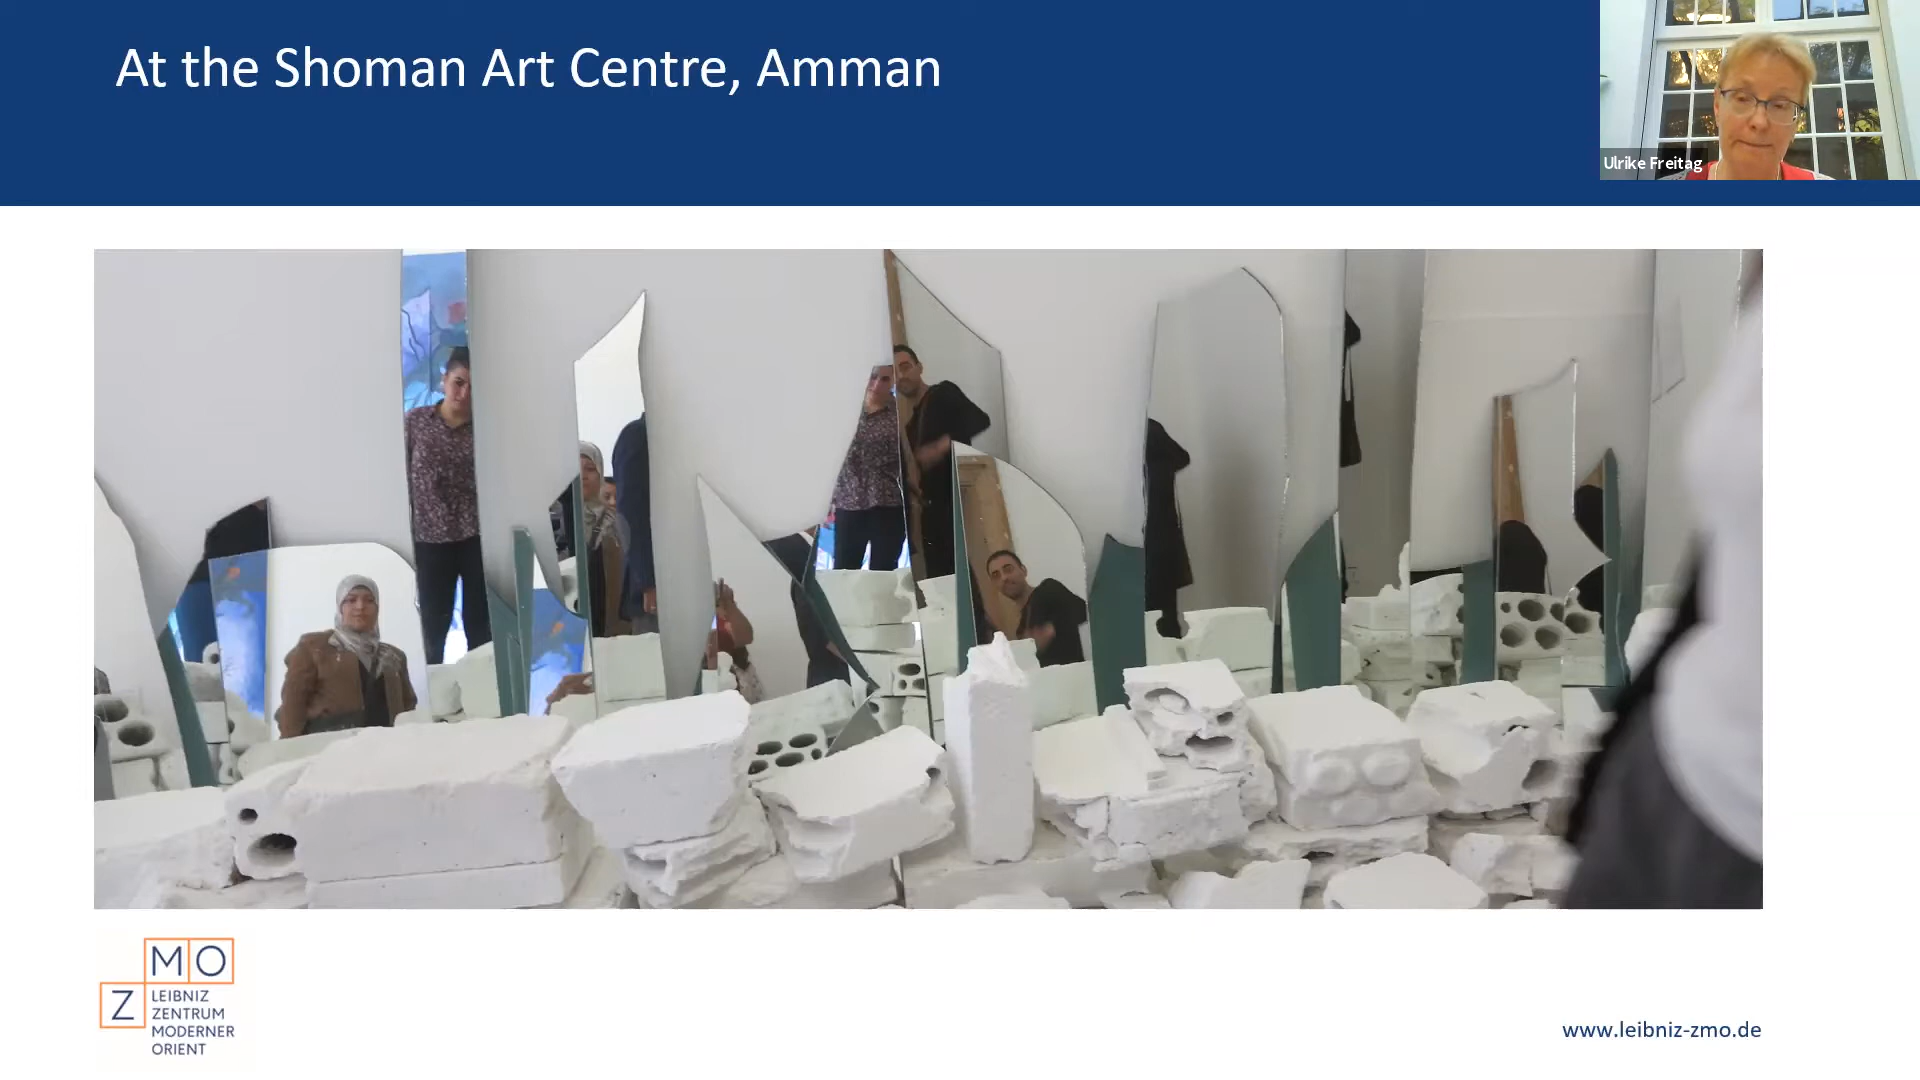 At the Shoman Art Centre, Amman
Ulrike Freitag
MO
Z
LEIBNIZ
ZENTRUM
MODERNER
ORIENT
www.leibniz-zmo.de